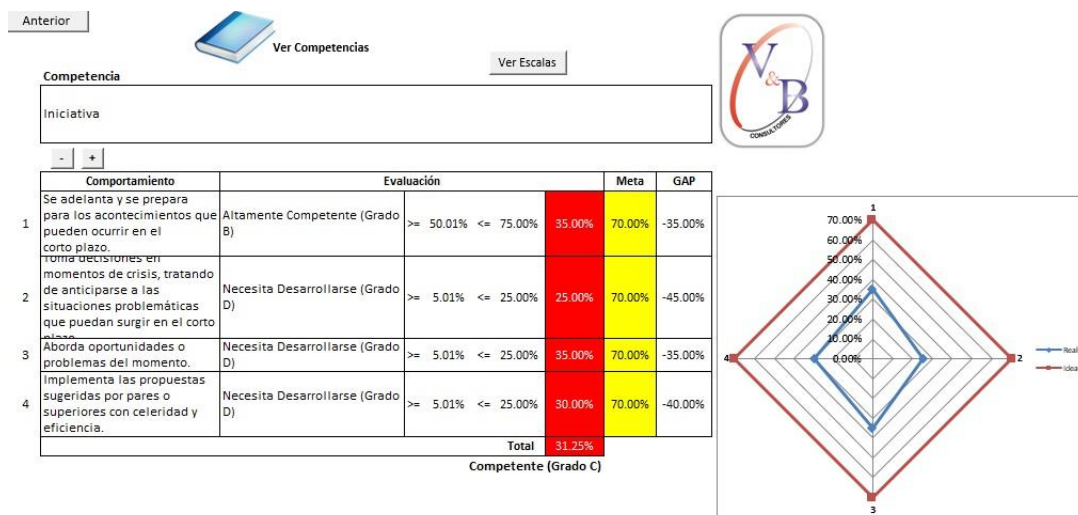 Anterior
Ver Competencias
Ver Escalas
Competencia
Iniciativa
V&B
CONSULTORES
- +
Comportamiento Evaluación Meta GAP
1 Se adelanta y se prepara para los acontecimientos que pueden ocurrir en el corto plazo. Altamente Competente (Grado B) >= 50.01% <= 75.00% 35.00% 70.00% -35.00%
2 Toma decisiones en momentos de crisis, tratando de anticiparse a las situaciones problemáticas que puedan surgir en el corto plazo. Necesita Desarrollarse (Grado D) >= 5.01% <= 25.00% 25.00% 70.00% -45.00%
3 Aborda oportunidades o problemas del momento. Necesita Desarrollarse (Grado D) >= 5.01% <= 25.00% 35.00% 70.00% -35.00%
4 Implementa las propuestas sugeridas por pares o superiores con celeridad y eficiencia. Necesita Desarrollarse (Grado D) >= 5.01% <= 25.00% 30.00% 70.00% -40.00%
Total 31.25%
Competente (Grado C)
1
70.00%
60.00%
50.00%
40.00%
30.00%
20.00%
10.00%
4 0.00% 2
3
Real
Ideal